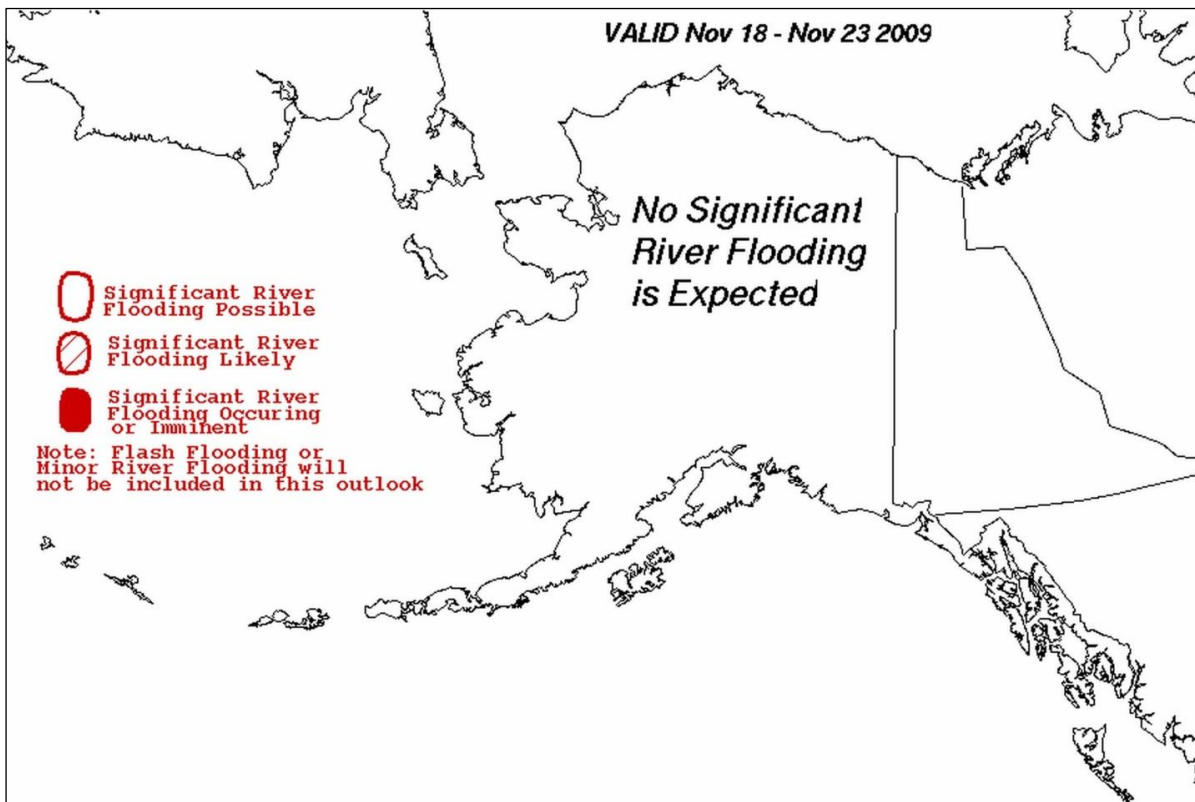 VALID Nov 18 - Nov 23 2009
No Significant
River Flooding
is Expected
Significant River
Flooding Possible
Significant River
Flooding Likely
Significant River
Flooding Occuring
or Imminent
Note: Flash Flooding or
Minor River Flooding will
not be included in this outlook